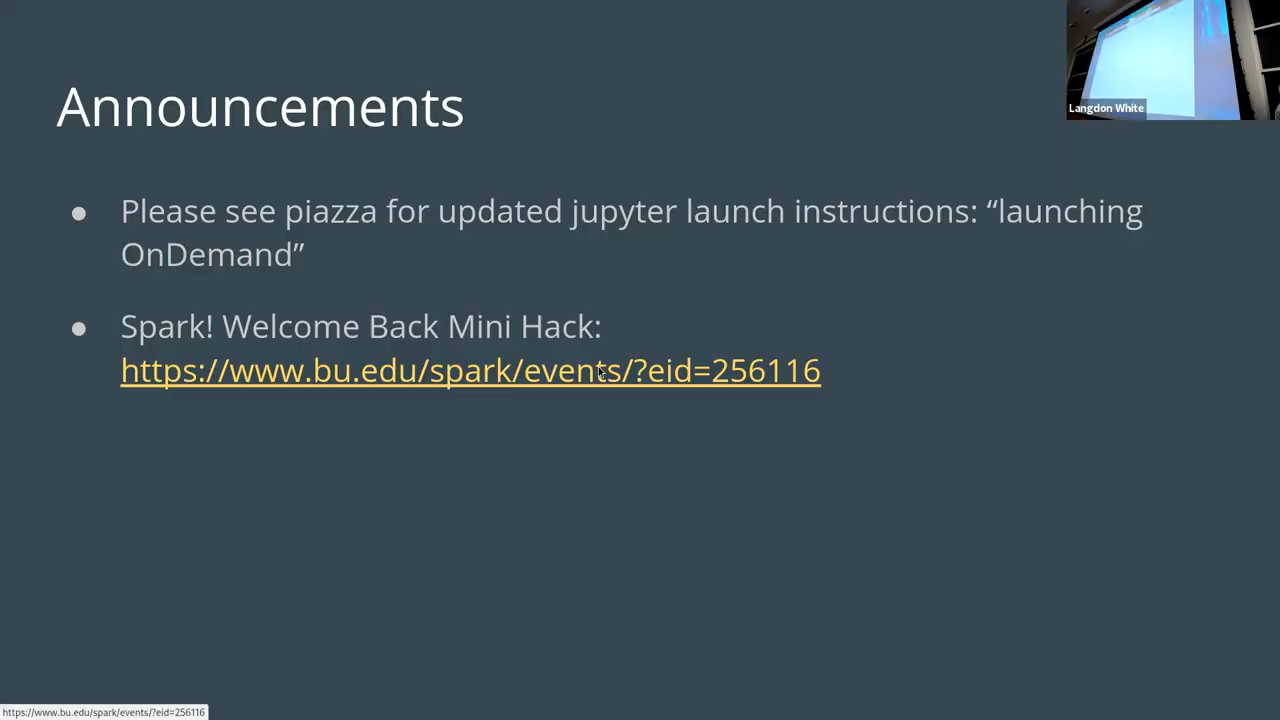 Langdon White
Announcements
● Please see piazza for updated jupyter launch instructions: “launching
OnDemand”
● Spark! Welcome Back Mini Hack:
https://www.bu.edu/spark/events/?eid=256116
https://www.bu.edu/spark/events/?eid=256116